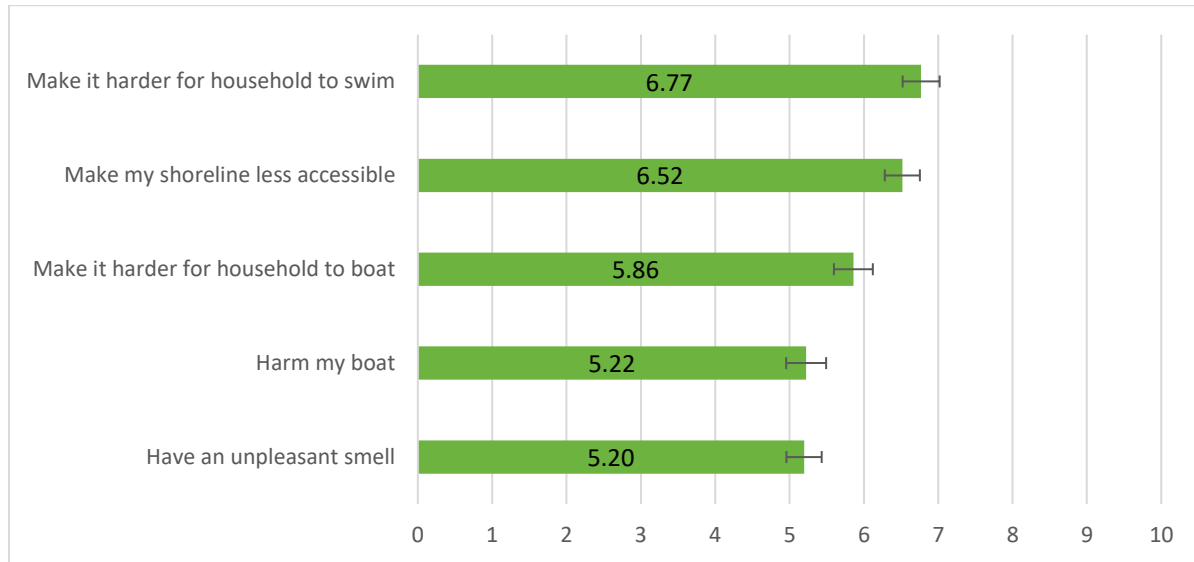 Make it harder for household to swim
6.77
Make my shoreline less accessible
6.52
Make it harder for household to boat
5.86
Harm my boat
5.22
Have an unpleasant smell
5.20
0 1 2 3 4 5 6 7 8 9 10